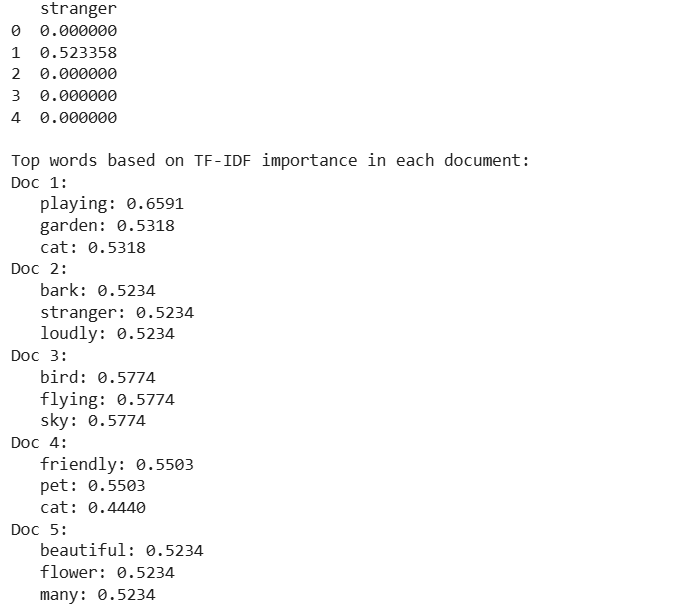 stranger
0 0.000000
1 0.523358
2 0.000000
3 0.000000
4 0.000000
Top words based on TF-IDF importance in each document:
Doc 1:
playing: 0.6591
garden: 0.5318
cat: 0.5318
Doc 2:
bark: 0.5234
stranger: 0.5234
loudly: 0.5234
Doc 3:
bird: 0.5774
flying: 0.5774
sky: 0.5774
Doc 4:
friendly: 0.5503
pet: 0.5503
cat: 0.4440
Doc 5:
beautiful: 0.5234
flower: 0.5234
many: 0.5234